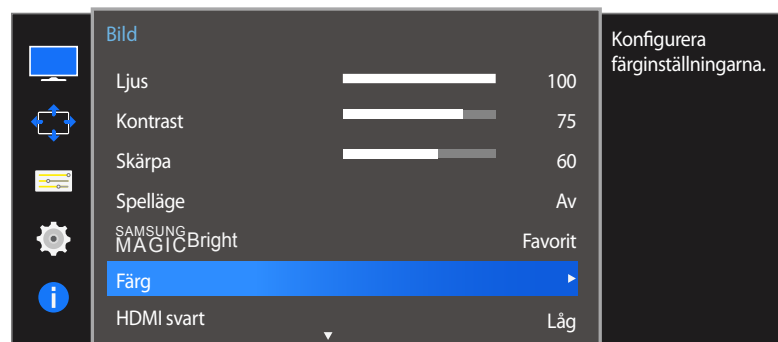 Bild
Ljus 100
Kontrast 75
Skärpa 60
Spelläge Av
SAMSUNG
MAGICBright Favorit
Färg
HDMI svart Låg
Konfigurera
färginställningarna.